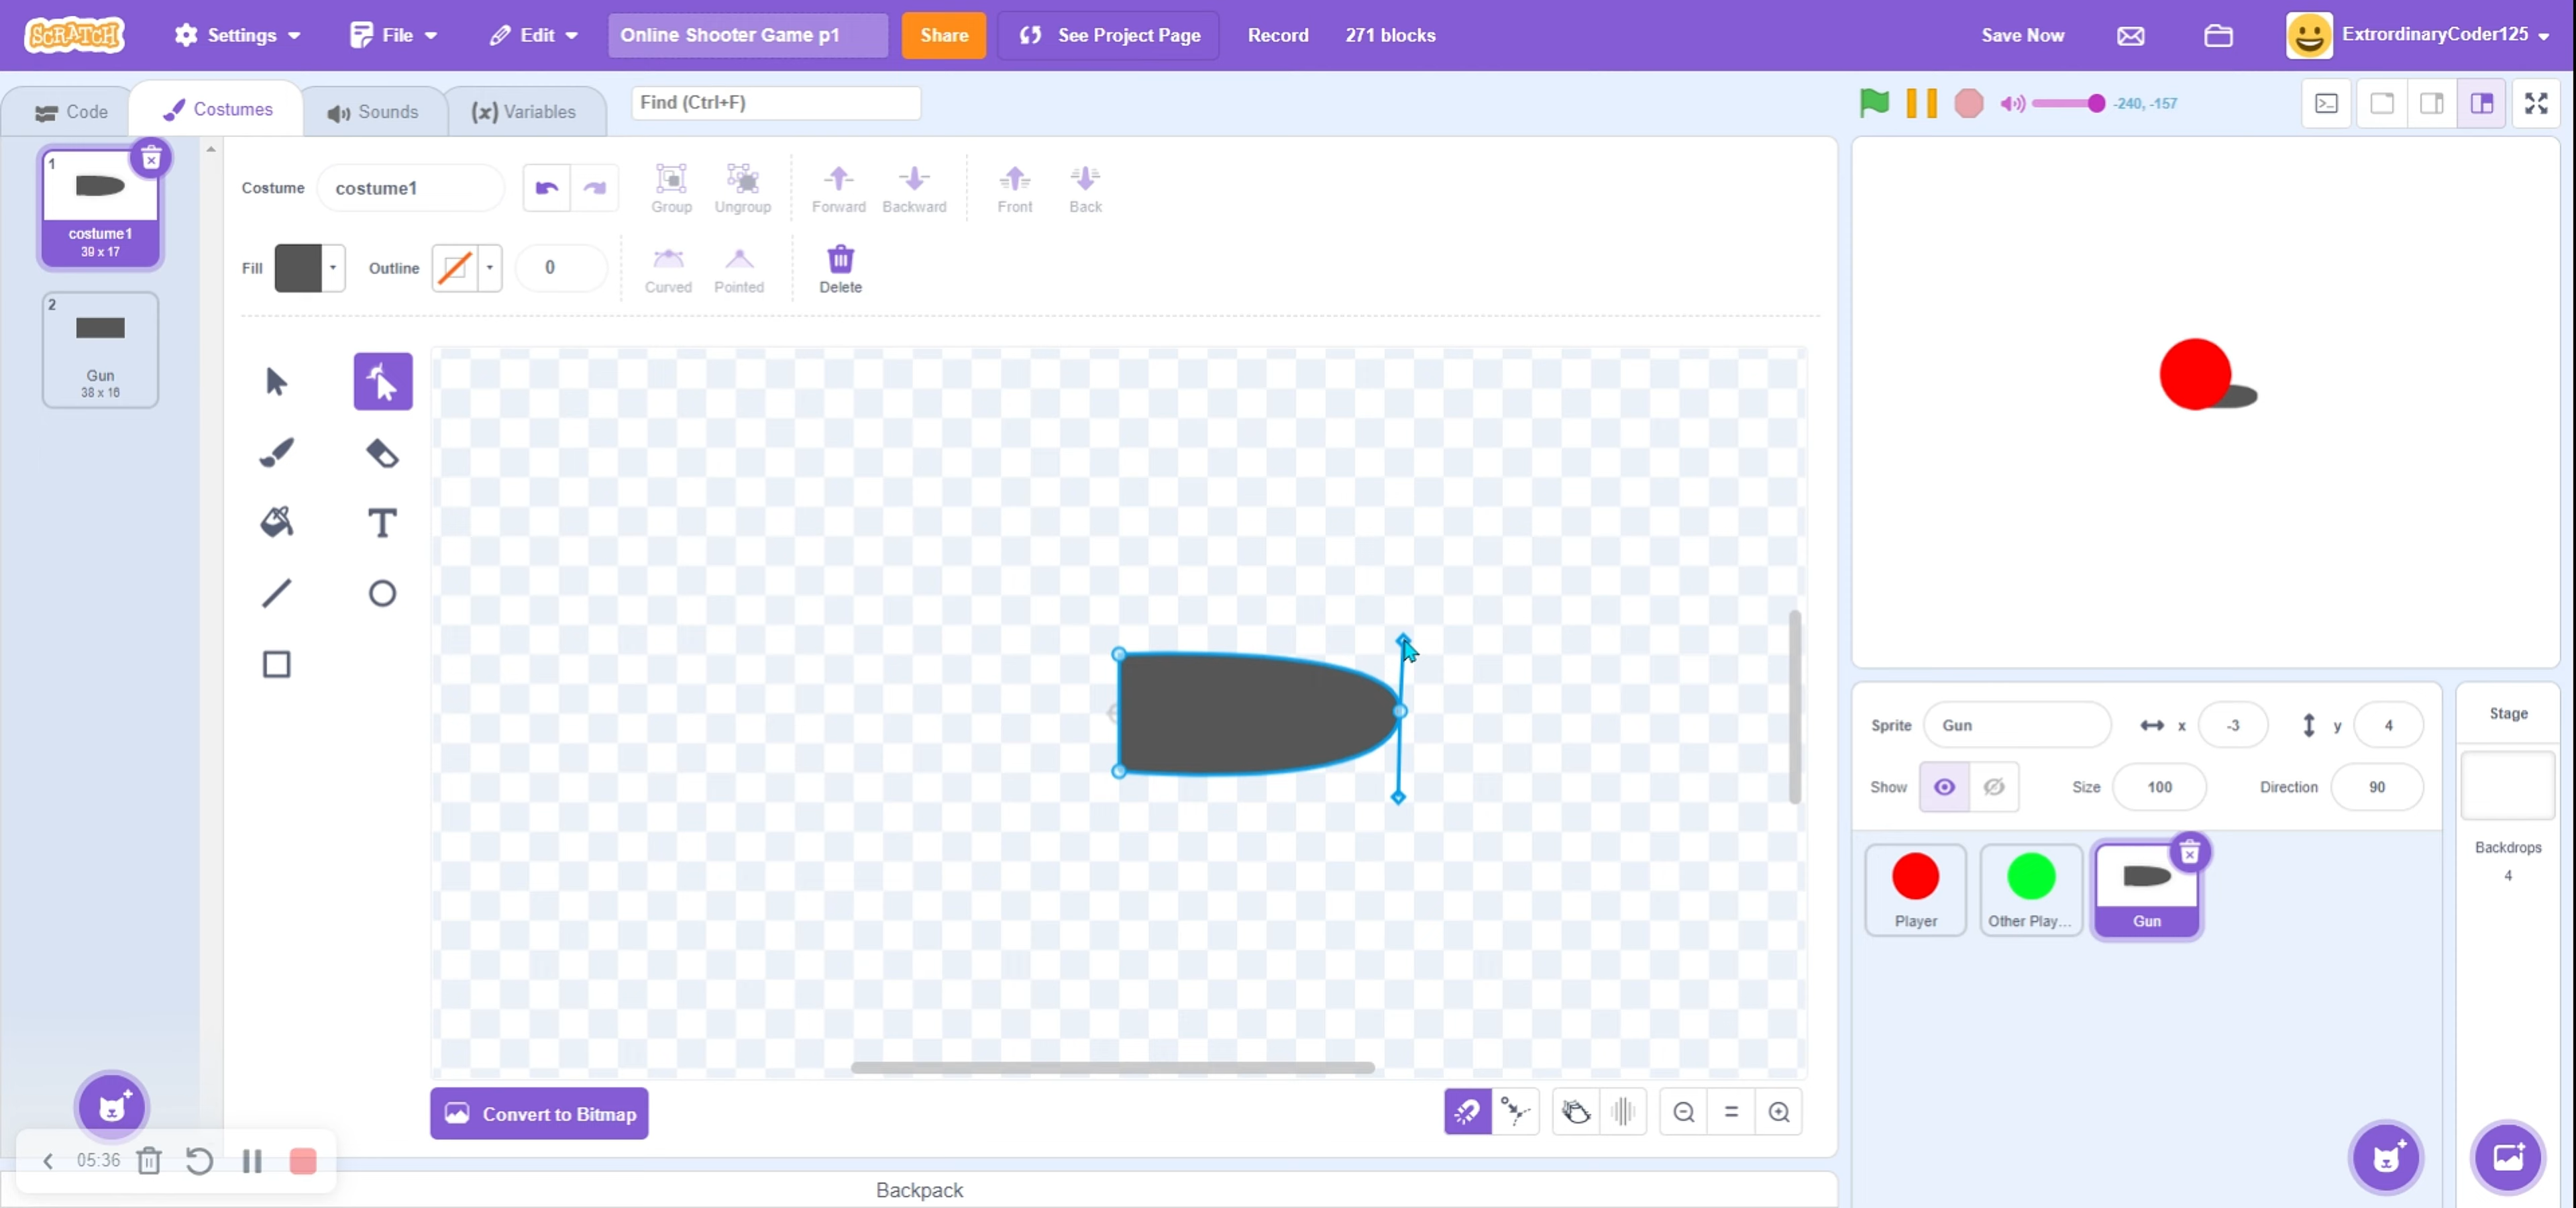 SCRATCH
Settings
File
Edit
Online Shooter Game p1
Share
See Project Page
Record
271 blocks
Save Now
ExtrordinaryCoder125
Code
Costumes
Sounds
(x) Variables
Find (Ctrl+F)
-240, -157
1
costume1
39 x 17
2
Gun
38 x 16
Costume
costume1
Group
Ungroup
Forward
Backward
Front
Back
Fill
Outline
0
Curved
Pointed
Delete
T
Convert to Bitmap
=
05:36
Backpack
Sprite
Gun
x
-3
y
4
Show
Size
100
Direction
90
Player
Other Play...
Gun
Stage
Backdrops
4